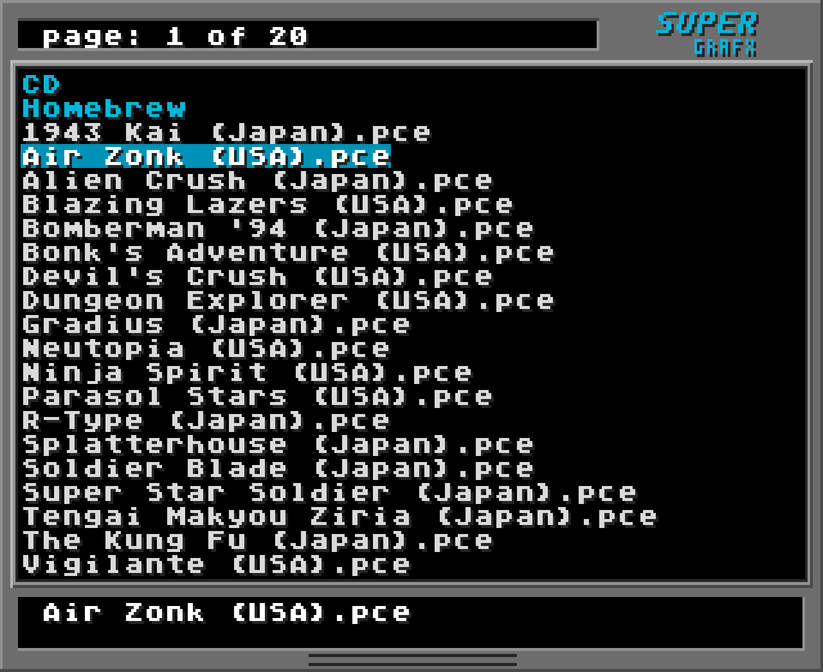 page: 1 of 20
SUPER
GRAFX
CD
Homebrew
1943 Kai (Japan).pce
Air Zonk (USA).pce
Alien Crush (Japan).pce
Blazing Lazers (USA).pce
Bomberman '94 (Japan).pce
Bonk's Adventure (USA).pce
Devil's Crush (USA).pce
Dungeon Explorer (USA).pce
Gradius (Japan).pce
Neutopia (USA).pce
Ninja Spirit (USA).pce
Parasol Stars (USA).pce
R-Type (Japan).pce
Splatterhouse (Japan).pce
Soldier Blade (Japan).pce
Super Star Soldier (Japan).pce
Tengai Makyou Ziria (Japan).pce
The Kung Fu (Japan).pce
Vigilante (USA).pce
Air Zonk (USA).pce